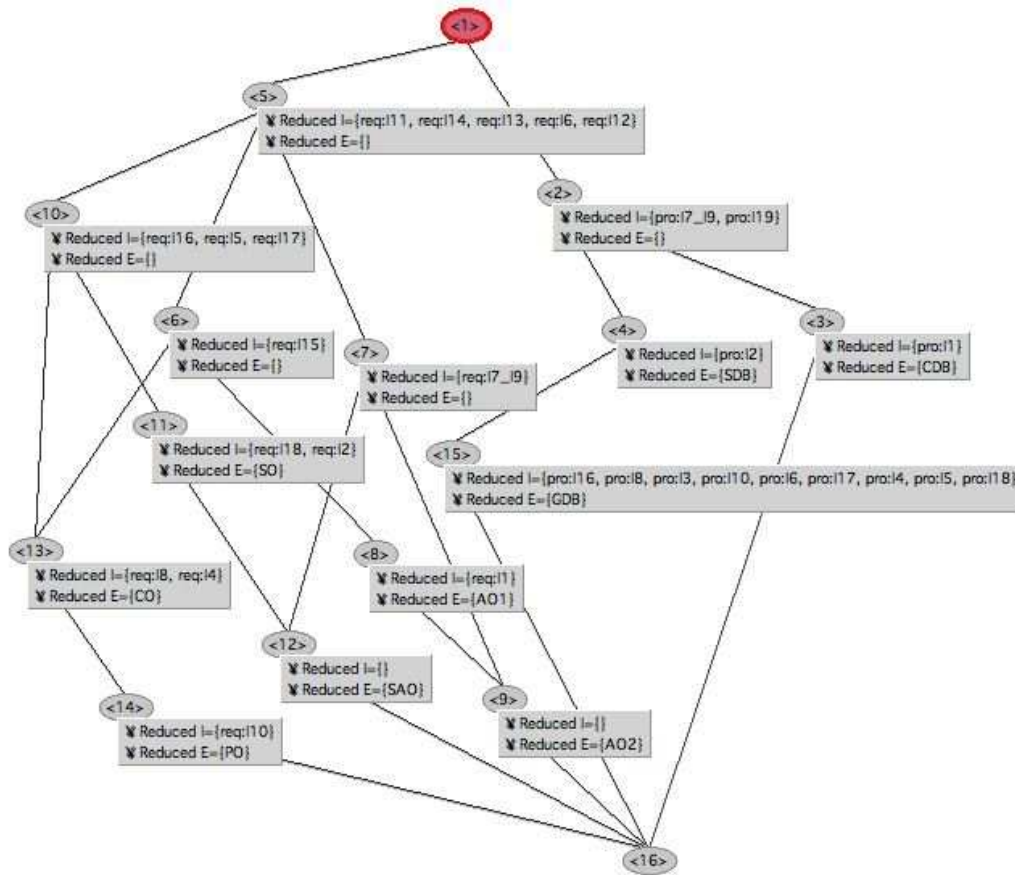 <1>
<5>
¥ Reduced I={req:I11, req:I14, req:I13, req:I6, req:I12}
¥ Reduced E={}
<2>
¥ Reduced I={pro:I7_I9, pro:I19}
¥ Reduced E={}
<10>
¥ Reduced I={req:I16, req:I5, req:I17}
¥ Reduced E={}
<6>
¥ Reduced I={req:I15}
¥ Reduced E={}
<7>
¥ Reduced I={req:I7_I9}
¥ Reduced E={}
<4>
¥ Reduced I={pro:I2}
¥ Reduced E={SDB}
<3>
¥ Reduced I={pro:I1}
¥ Reduced E={CDB}
<11>
¥ Reduced I={req:I18, req:I2}
¥ Reduced E={SO}
<15>
¥ Reduced I={pro:I16, pro:I8, pro:I3, pro:I10, pro:I6, pro:I17, pro:I4, pro:I5, pro:I18}
¥ Reduced E={GDB}
<13>
¥ Reduced I={req:I8, req:I4}
¥ Reduced E={CO}
<8>
¥ Reduced I={req:I1}
¥ Reduced E={AO1}
<12>
¥ Reduced I={}
¥ Reduced E={SAO}
<14>
¥ Reduced I={req:I10}
¥ Reduced E={PO}
<9>
¥ Reduced I={}
¥ Reduced E={AO2}
<16>